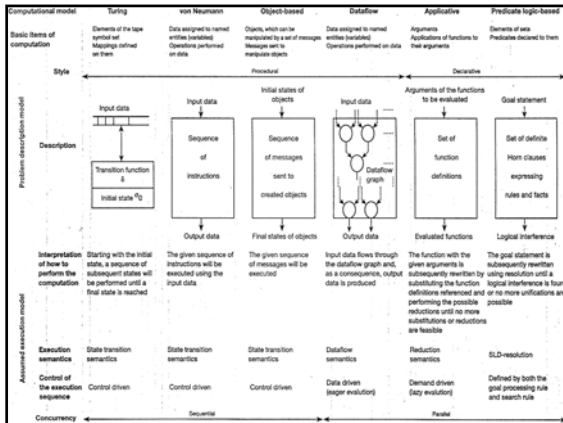 Computational model
Turing
von Neumann
Object-based
Dataflow
Applicative
Predicate logic-based
Basic items of
computation
Elements of the tape
symbol set
Mappings defined
on them
Data assigned to named
entities (variables)
Operations performed
on data
Objects, which can be
manipulated by a set of messages
Messages sent to
manipulate objects
Data assigned to named
entities (variables)
Operations performed on data
Arguments
Applications of functions to
their arguments
Elements of sets
Predicates declared to them
Style
Procedural
Declarative
Problem description model
Description
Input data
Transition function
δ
Initial state σ0
Input data
Sequence
of
instructions
Output data
Initial states of
objects
Sequence
of messages
sent to
created objects
Final states of objects
Input data
Dataflow
graph
Output data
Arguments of the functions
to be evaluated
Set of
function
definitions
Evaluated functions
Goal statement
Set of definite
Horn clauses
expressing
rules and facts
Logical interference
Assumed execution model
Interpretation
of how to
perform the
computation
Starting with the initial
state, a sequence of
subsequent states will
be performed until a
final state is reached
The given sequence of
instructions will be
executed using the
input data
The given sequence
of messages will be
executed
Input data flows through
the dataflow graph and,
as a consequence, output
data is produced
The function with the
given arguments is
subsequently rewritten by
substituting the function
definitions referenced and
performing the possible
reductions until no more
substitutions or reductions
are feasible
The goal statement is
subsequently rewritten
using resolution until a
logical interference is found
or no more unifications are
possible
Execution
semantics
State transition
semantics
State transition
semantics
State transition
semantics
Dataflow
semantics
Reduction
semantics
SLD-resolution
Control of
the execution
sequence
Control driven
Control driven
Control driven
Data driven
(eager evalution)
Demand driven
(lazy evalution)
Defined by both the
goal processing rule
and search rule
Concurrency
Sequential
Parallel